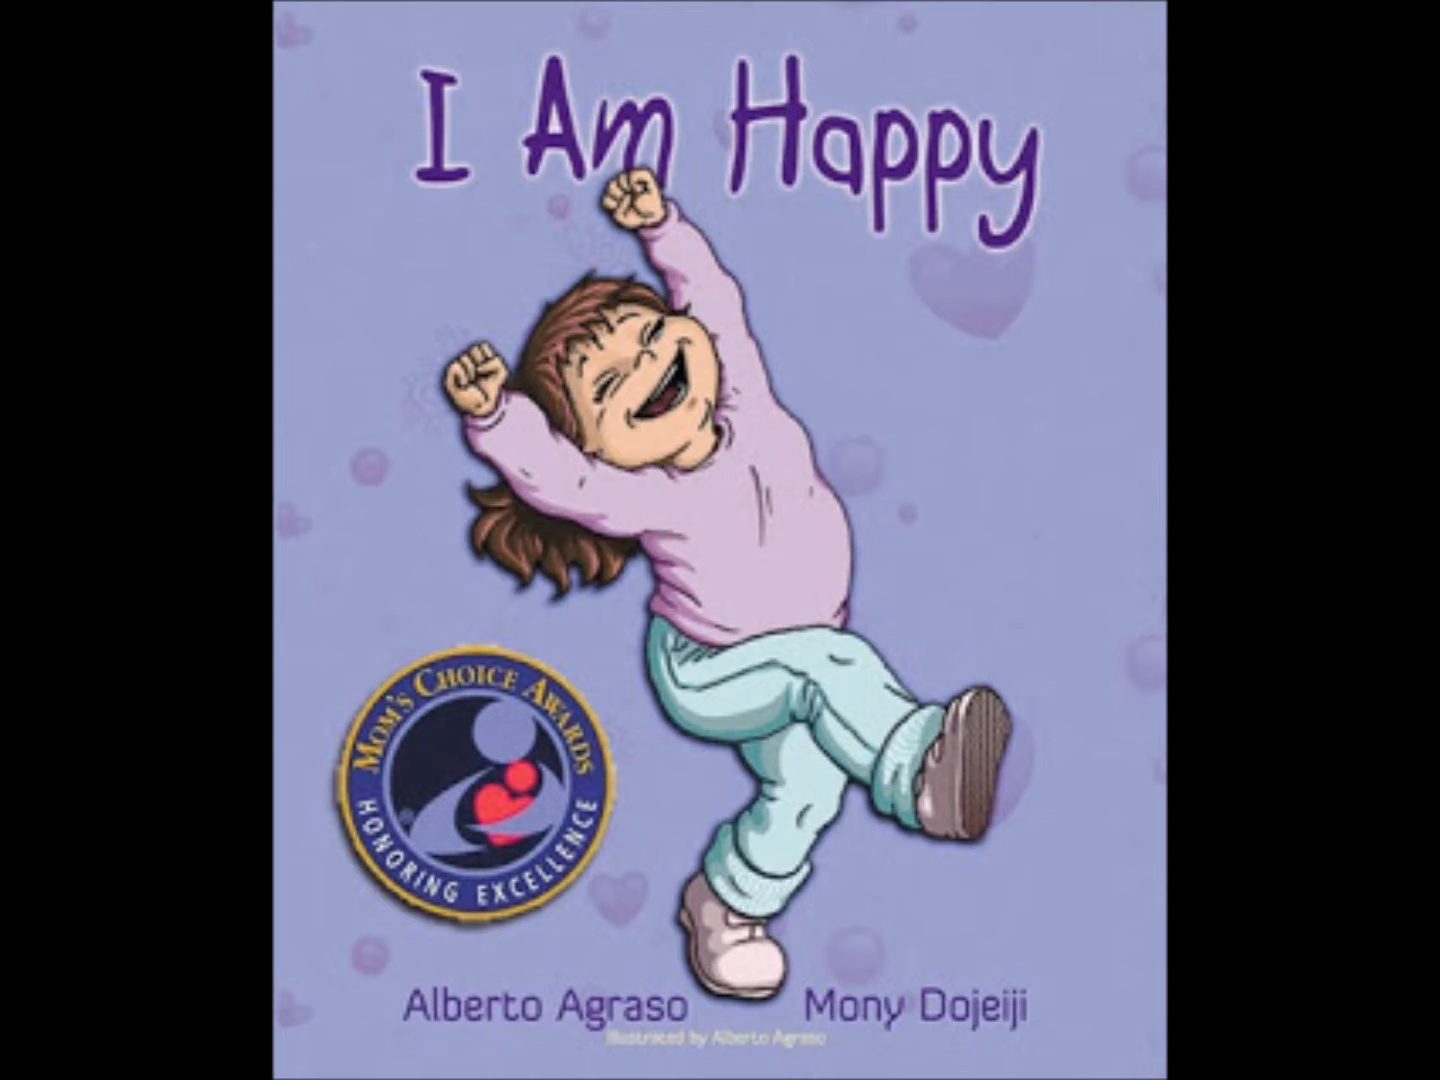 I Am Happy
MOM'S CHOICE AWARDS
HONORING EXCELLENCE
Alberto Agraso Mony Dojeiji
Illustrated by Alberto Agraso